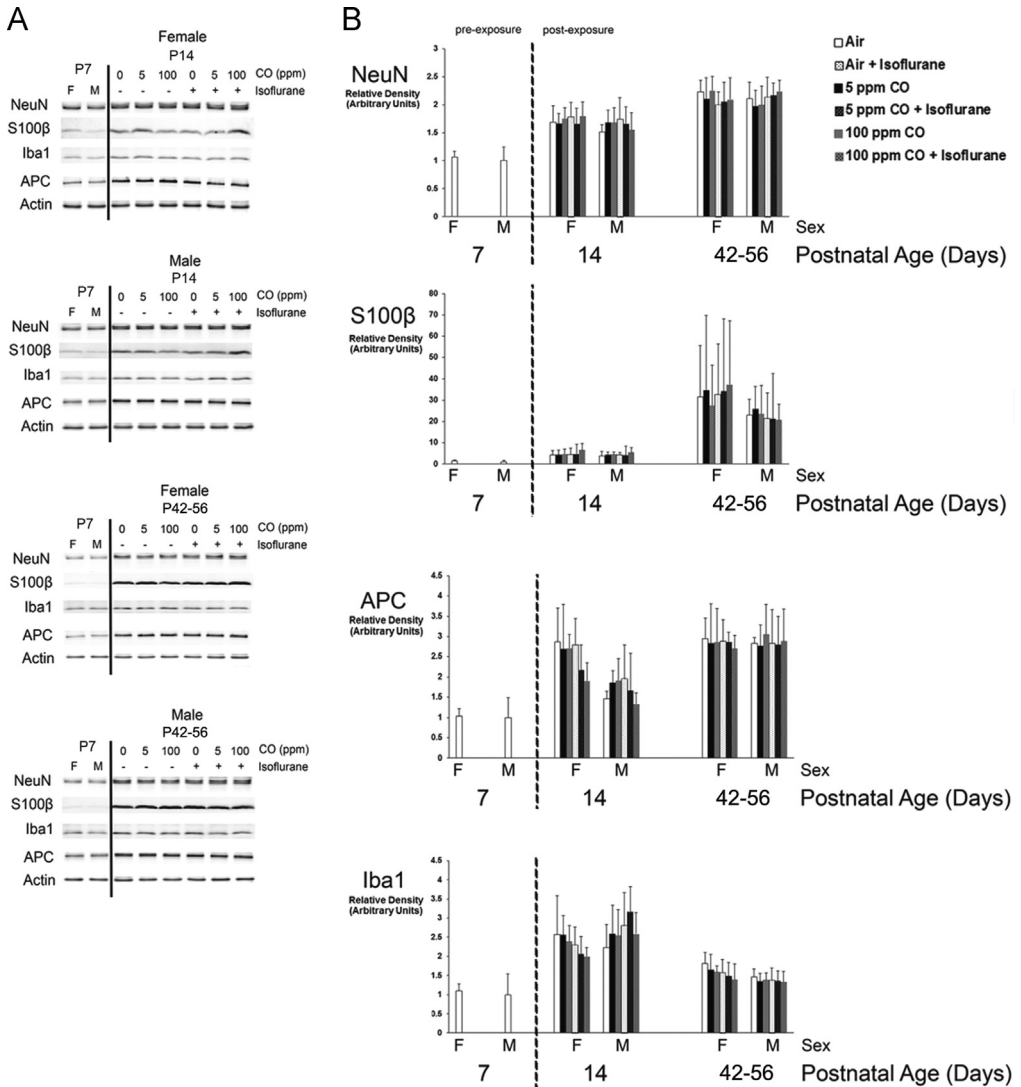 A
Female
P14
P7
0 5 100 0 5 100 CO (ppm)
F M - - - + + + Isoflurane
NeuN
S100β
Iba1
APC
Actin
Male
P14
P7
0 5 100 0 5 100 CO (ppm)
F M - - - + + + Isoflurane
NeuN
S100β
Iba1
APC
Actin
Female
P42-56
P7
0 5 100 0 5 100 CO (ppm)
F M - - - + + + Isoflurane
NeuN
S100β
Iba1
APC
Actin
Male
P42-56
P7
0 5 100 0 5 100 CO (ppm)
F M - - - + + + Isoflurane
NeuN
S100β
Iba1
APC
Actin
B
pre-exposure post-exposure
NeuN
Relative Density
(Arbitrary Units)
3
2.5
2
1.5
1
0.5
0
F M F M F M Sex
7 14 42-56 Postnatal Age (Days)
Air
Air + Isoflurane
5 ppm CO
5 ppm CO + Isoflurane
100 ppm CO
100 ppm CO + Isoflurane
S100β
Relative Density
(Arbitrary Units)
80
70
60
50
40
30
20
10
0
F M F M F M Sex
7 14 42-56 Postnatal Age (Days)
APC
Relative Density
(Arbitrary Units)
4.5
4
3.5
3
2.5
2
1.5
1
0.5
0
F M F M F M Sex
7 14 42-56 Postnatal Age (Days)
Iba1
Relative Density
(Arbitrary Units)
4.5
4
3.5
3
2.5
2
1.5
1
0.5
0
F M F M F M Sex
7 14 42-56 Postnatal Age (Days)